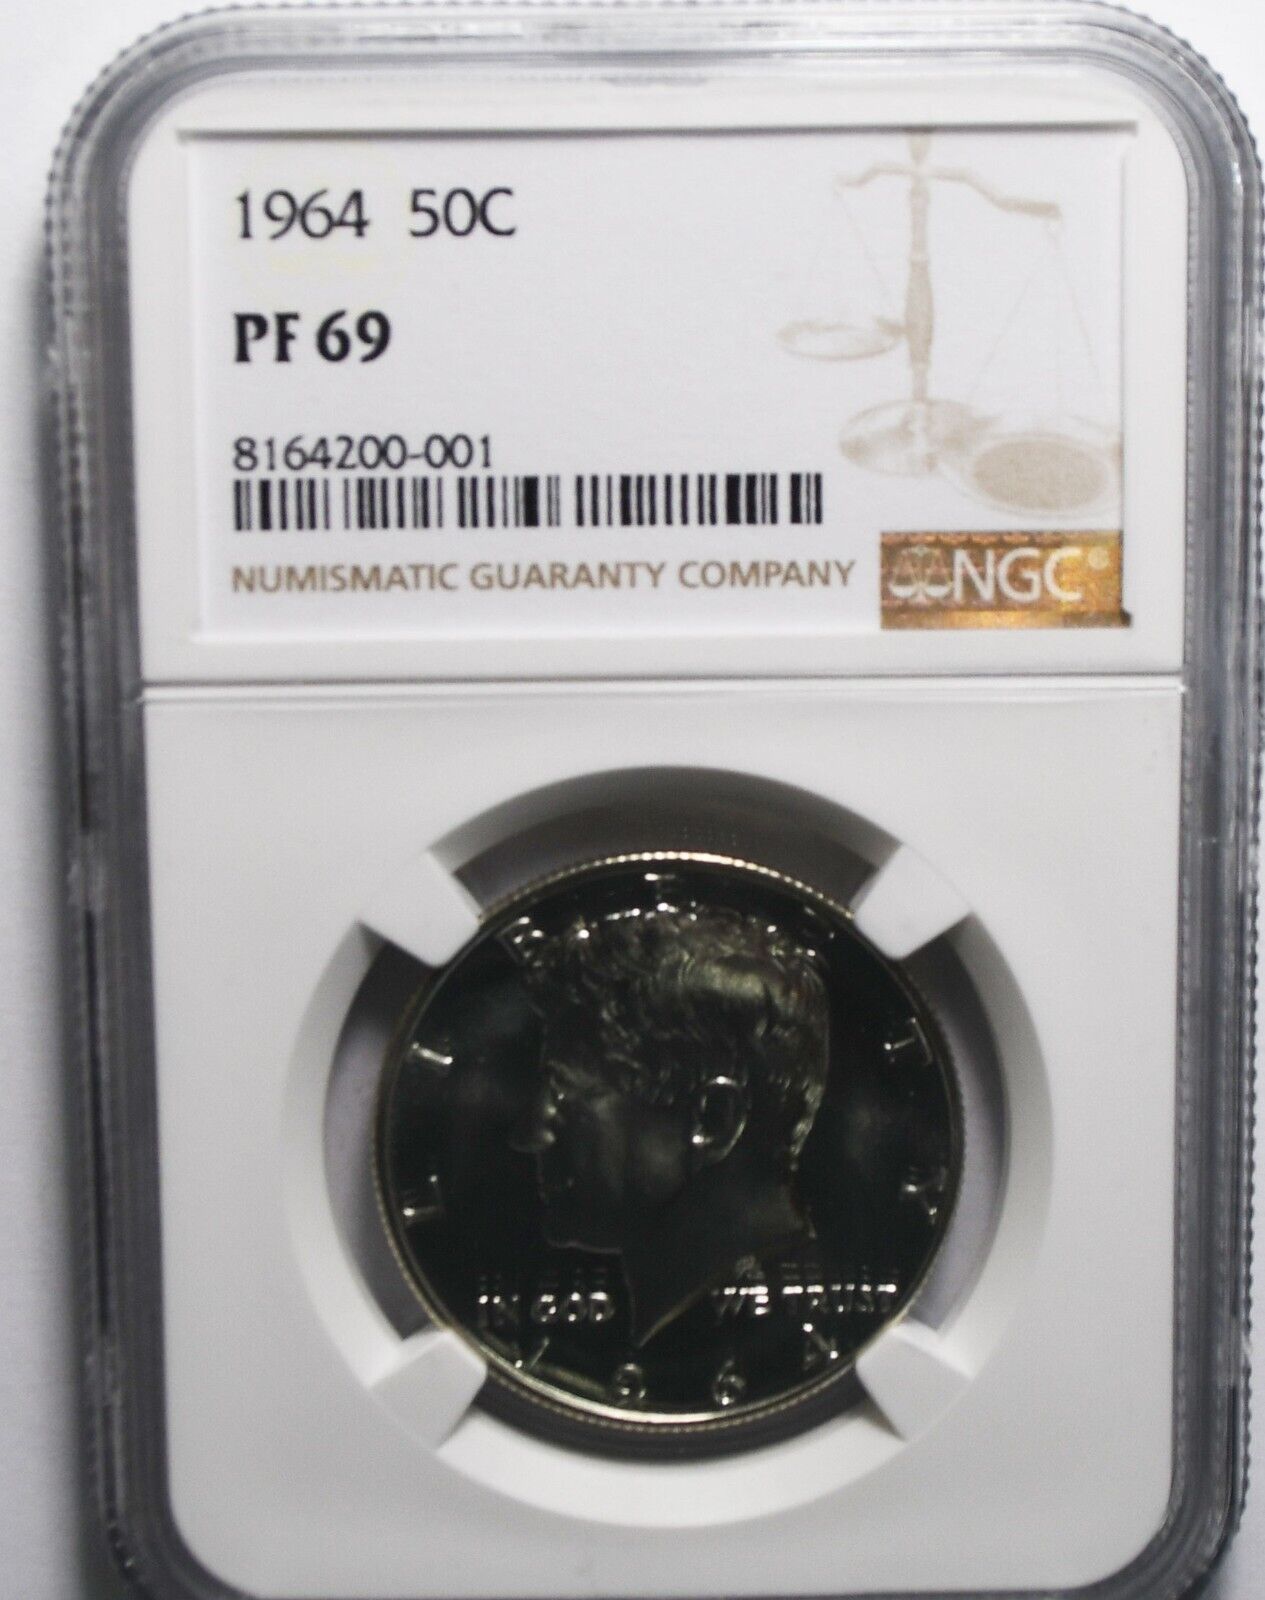 1964 50C
PF 69
8164200-001
NUMISMATIC GUARANTY COMPANY
NGC®
LIBERTY
IN GOD WE TRUST
1964